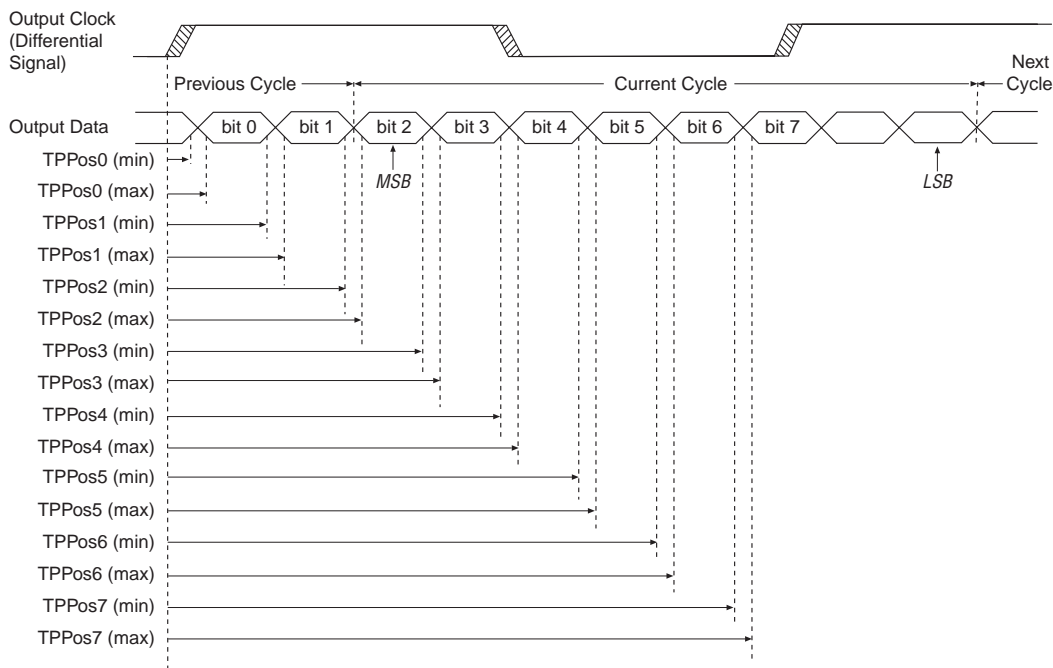 Output Clock
(Differential
Signal)
Previous Cycle
Current Cycle
Next
Cycle
Output Data
bit 0
bit 1
bit 2
bit 3
bit 4
bit 5
bit 6
bit 7
MSB
LSB
TPPos0 (min)
TPPos0 (max)
TPPos1 (min)
TPPos1 (max)
TPPos2 (min)
TPPos2 (max)
TPPos3 (min)
TPPos3 (max)
TPPos4 (min)
TPPos4 (max)
TPPos5 (min)
TPPos5 (max)
TPPos6 (min)
TPPos6 (max)
TPPos7 (min)
TPPos7 (max)